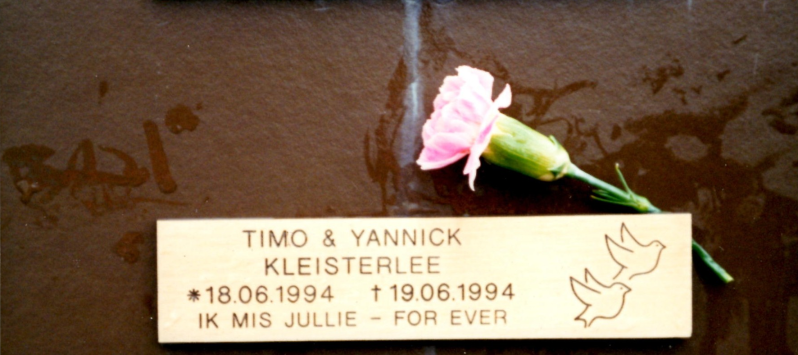 TIMO & YANNICK
KLEISTERLEE
*18.06.1994 †19.06.1994
IK MIS JULLIE – FOR EVER